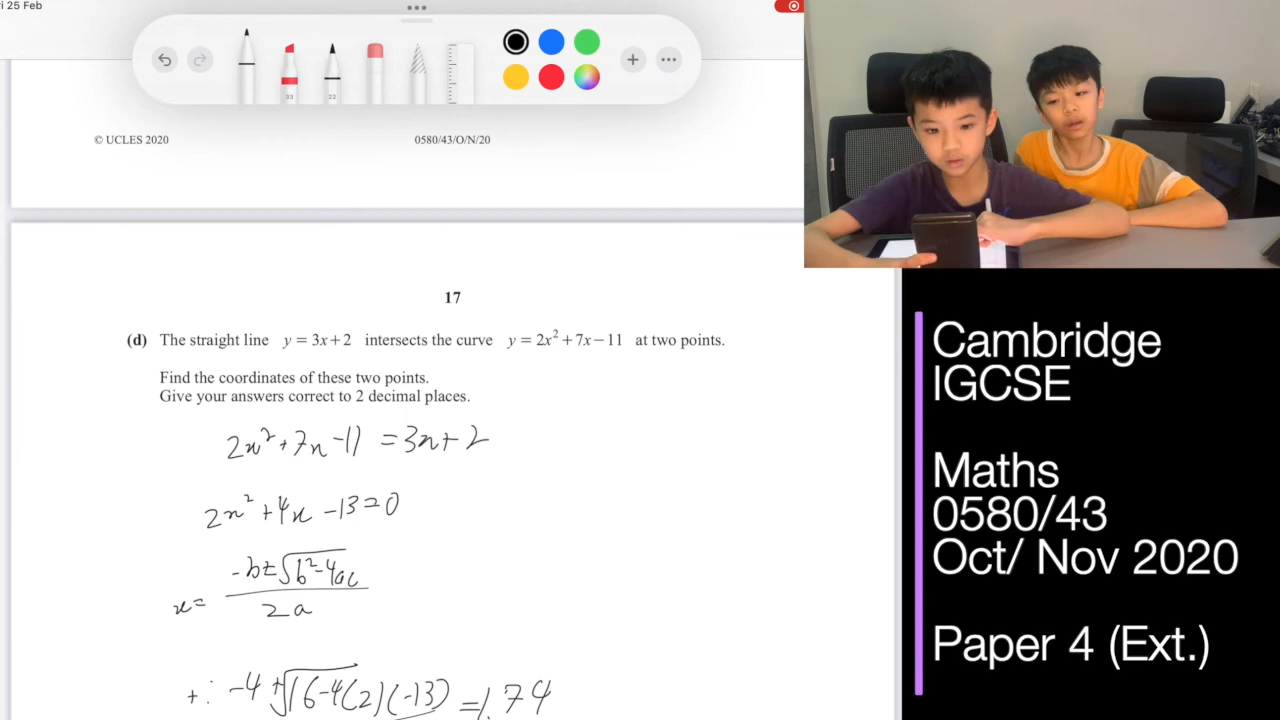 ri 25 Feb
33
22
© UCLES 2020
0580/43/O/N/20
17
(d) The straight line y = 3x + 2 intersects the curve y = 2x² + 7x − 11 at two points.
Find the coordinates of these two points.
Give your answers correct to 2 decimal places.
2x² + 7x − 11 = 3x + 2
2x² + 4x − 13 = 0
x = −b ± √b² − 4ac
2a
+: −4 + √16 − 4(2)(−13) = 1.74
Cambridge
IGCSE
Maths
0580/43
Oct/ Nov 2020
Paper 4 (Ext.)